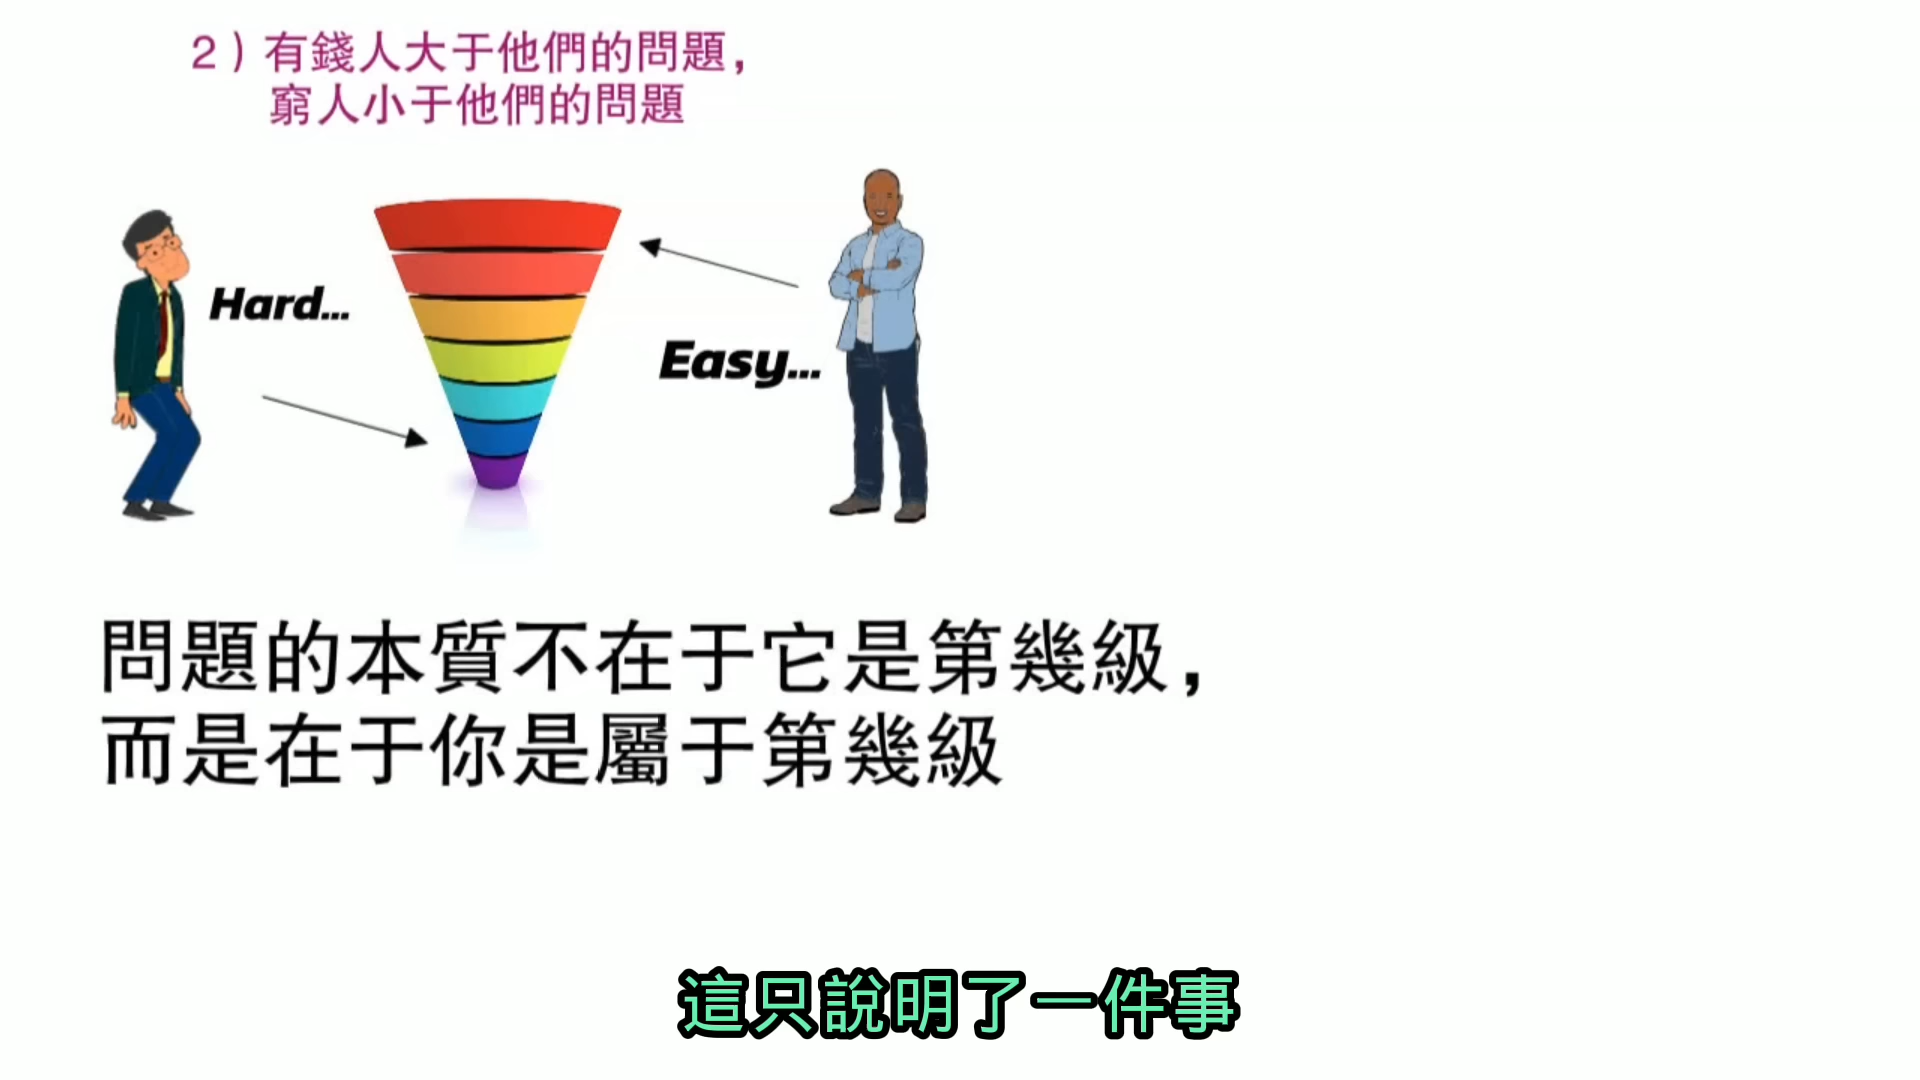 2）有錢人大于他們的問題，
窮人小于他們的問題
Hard...
Easy...
問題的本質不在于它是第幾級，
而是在于你是屬于第幾級
這只說明了一件事